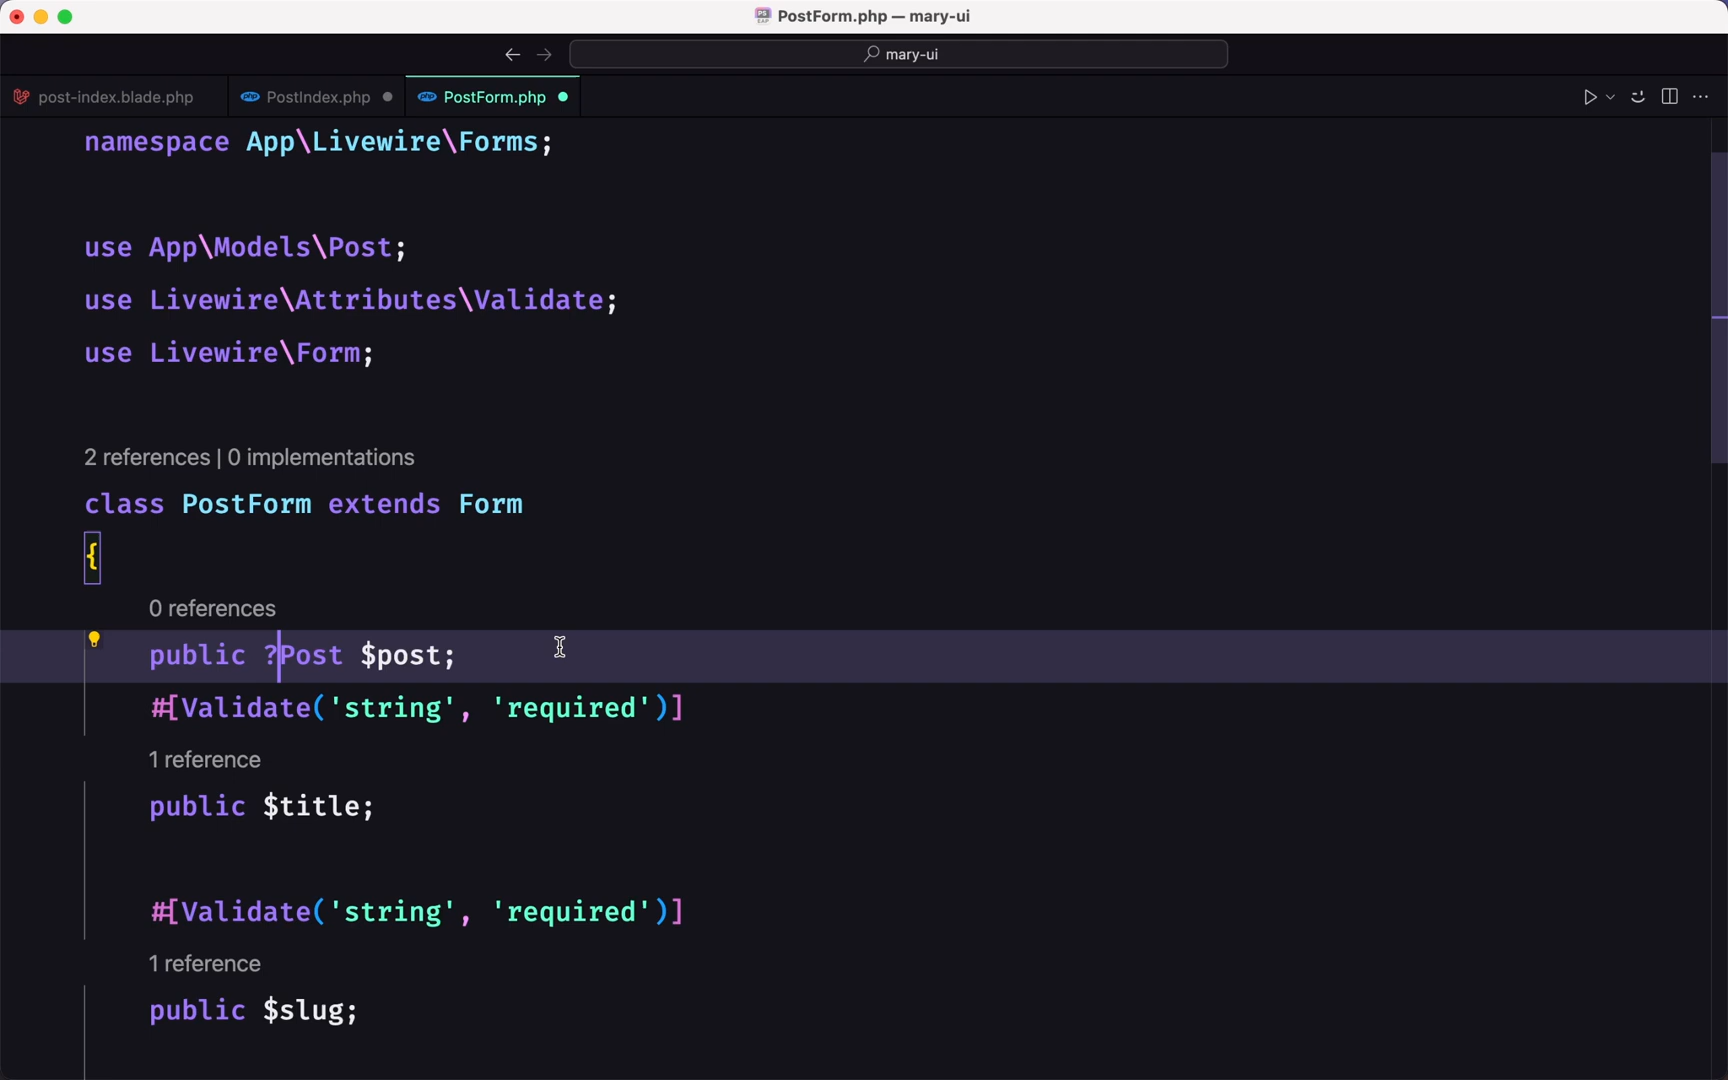 PostForm.php — mary-ui
mary-ui
post-index.blade.php
PostIndex.php
PostForm.php
namespace App\Livewire\Forms;
use App\Models\Post;
use Livewire\Attributes\Validate;
use Livewire\Form;
2 references | 0 implementations
class PostForm extends Form
{
0 references
public ?Post $post;
#[Validate('string', 'required')]
1 reference
public $title;
#[Validate('string', 'required')]
1 reference
public $slug;